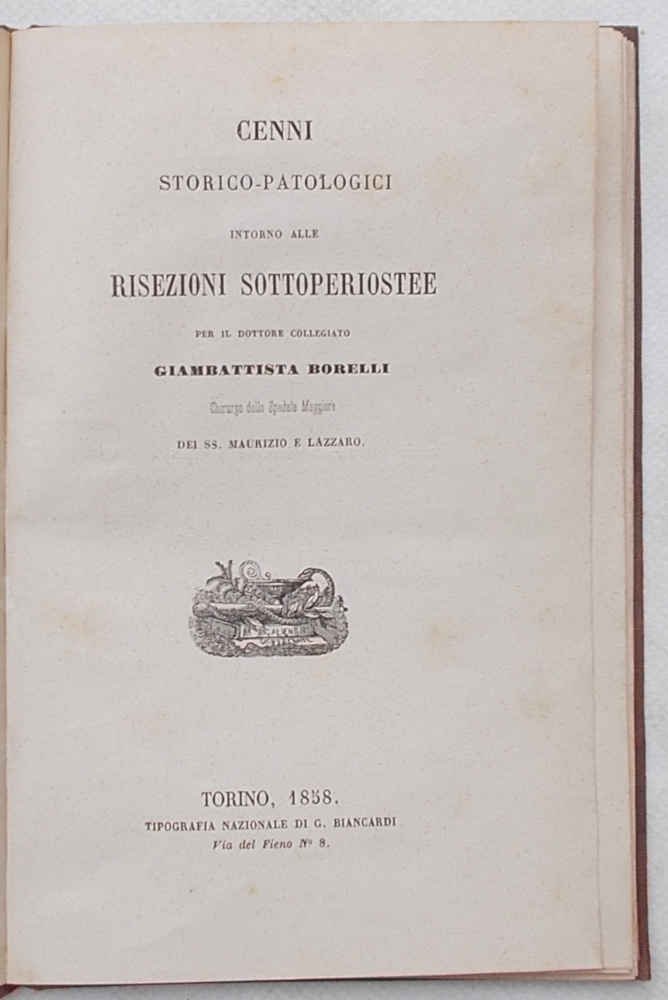 CENNI
STORICO-PATOLOGICI
INTORNO ALLE
RISEZIONI SOTTOPERIOSTEE
PER IL DOTTORE COLLEGIATO
GIAMBATTISTA BORELLI
Chirurgo dello Spedale Maggiore
DEI SS. MAURIZIO E LAZZARO.
TORINO, 1858.
TIPOGRAFIA NAZIONALE DI G. BIANCARDI
Via del Fieno Nº 8.